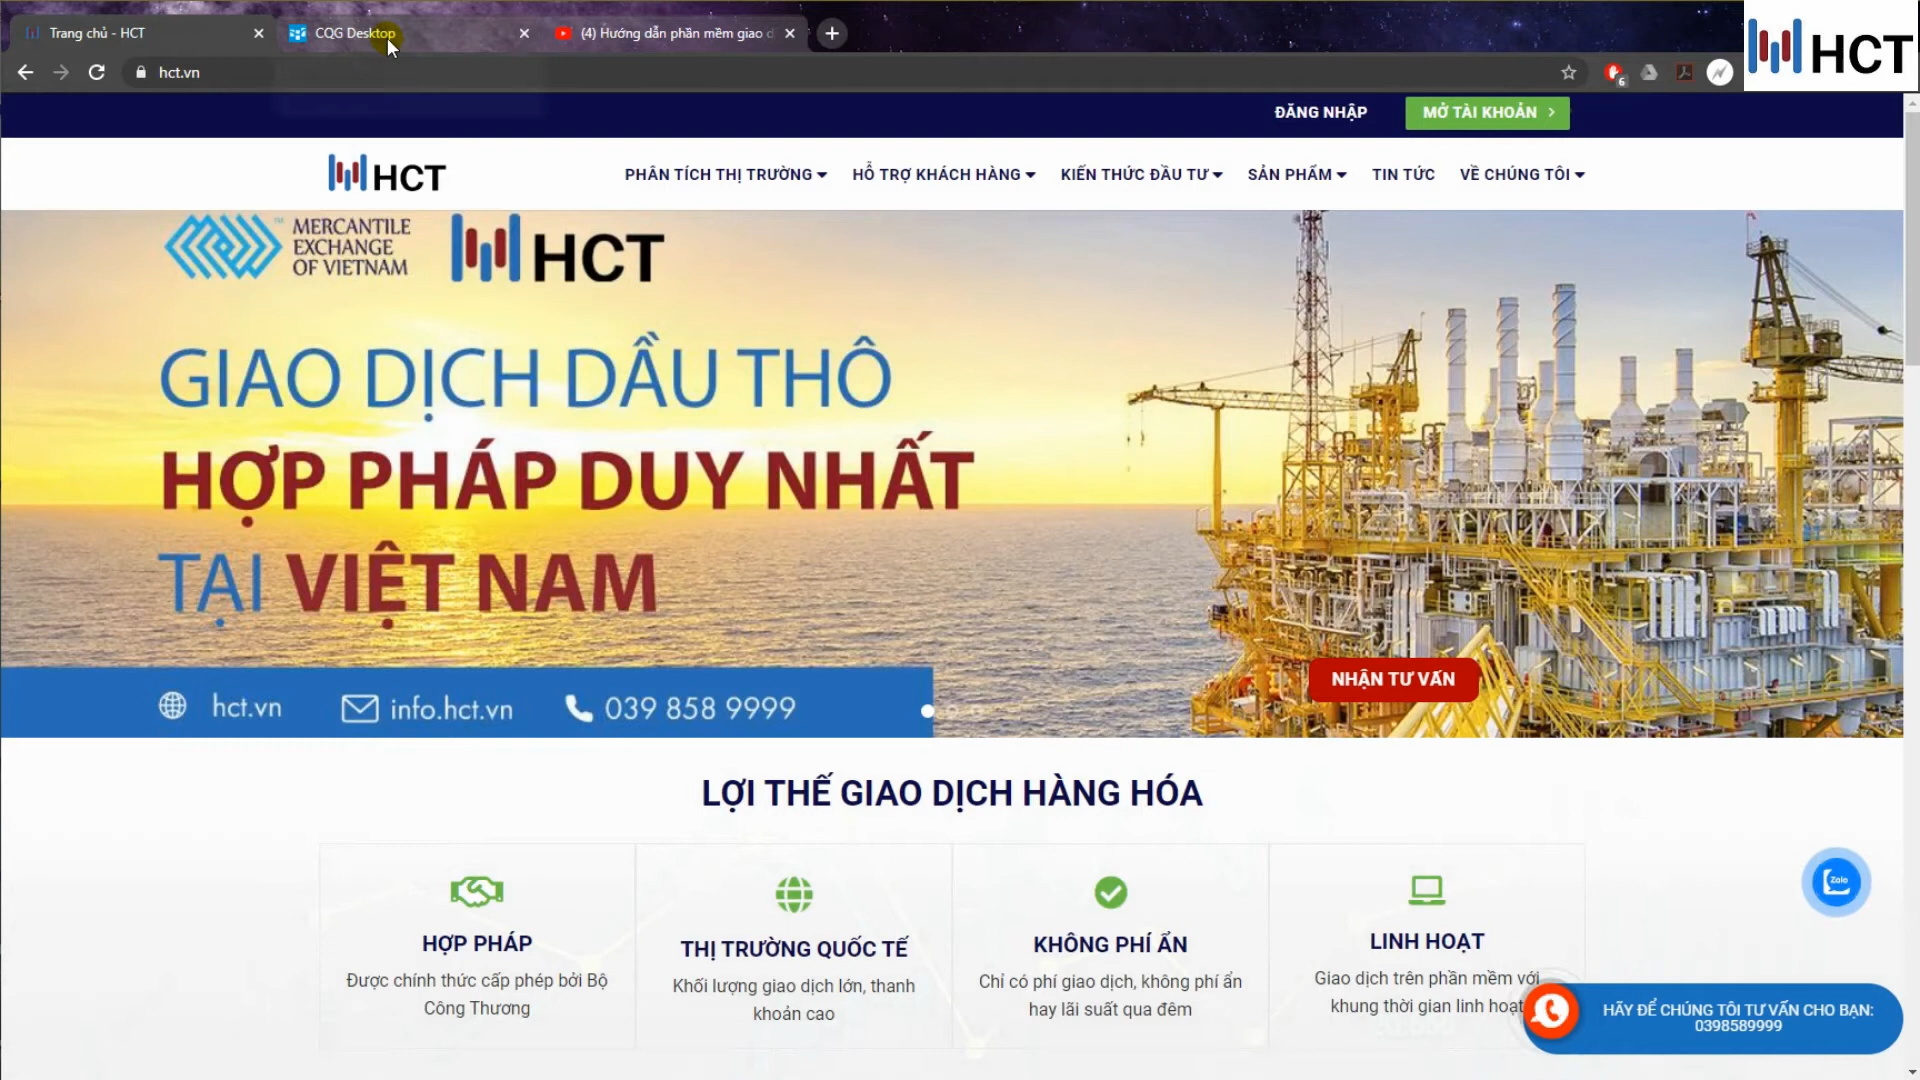 Trang chủ - HCT
CQG Desktop
(4) Hướng dẫn phần mềm giao d
hct.vn
6
HCT
ĐĂNG NHẬP
MỞ TÀI KHOẢN
HCT
PHÂN TÍCH THỊ TRƯỜNG
HỖ TRỢ KHÁCH HÀNG
KIẾN THỨC ĐẦU TƯ
SẢN PHẨM
TIN TỨC
VỀ CHÚNG TÔI
MERCANTILE
EXCHANGE
OF VIETNAM
HCT
GIAO DỊCH DẦU THÔ
HỢP PHÁP DUY NHẤT
TẠI VIỆT NAM
NHẬN TƯ VẤN
hct.vn
info.hct.vn
039 858 9999
LỢI THẾ GIAO DỊCH HÀNG HÓA
HỢP PHÁP
Được chính thức cấp phép bởi Bộ
Công Thương
THỊ TRƯỜNG QUỐC TẾ
Khối lượng giao dịch lớn, thanh
khoản cao
KHÔNG PHÍ ẨN
Chỉ có phí giao dịch, không phí ẩn
hay lãi suất qua đêm
LINH HOẠT
Giao dịch trên phần mềm với
khung thời gian linh hoạt
Zalo
HÃY ĐỂ CHÚNG TÔI TƯ VẤN CHO BẠN:
0398589999